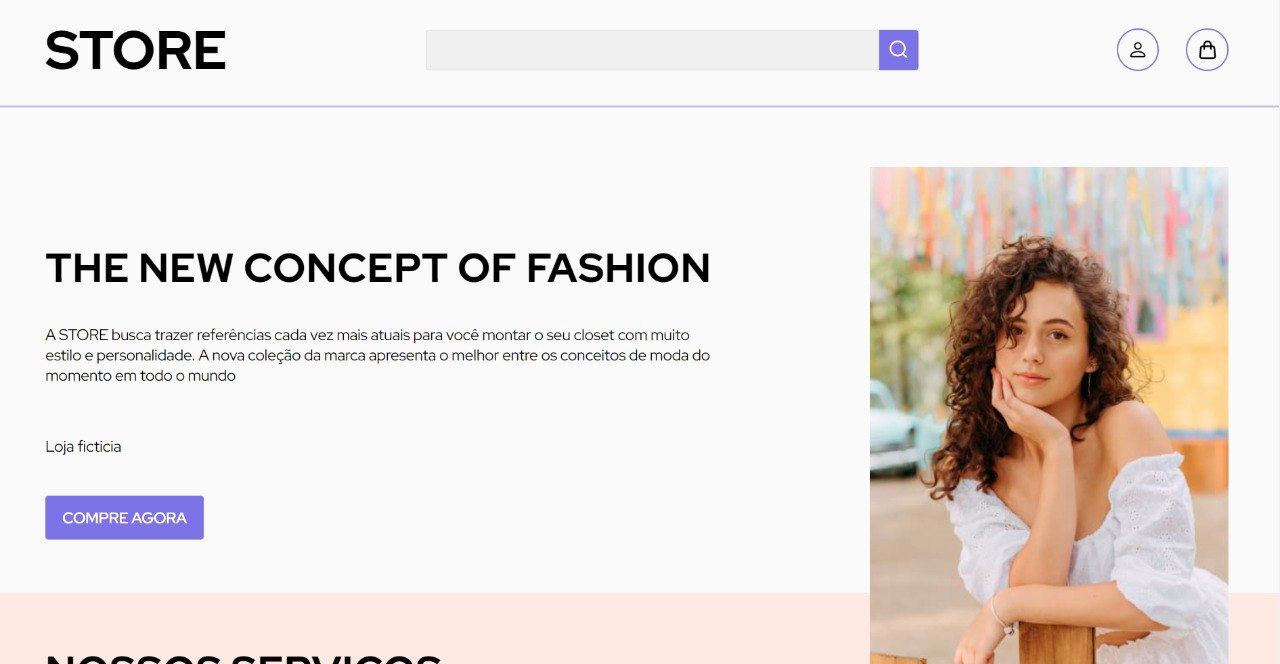 STORE
THE NEW CONCEPT OF FASHION
A STORE busca trazer referências cada vez mais atuais para você montar o seu closet com muito
estilo e personalidade. A nova coleção da marca apresenta o melhor entre os conceitos de moda do
momento em todo o mundo
Loja ficticia
COMPRE AGORA
NOSSOS SERVIÇOS